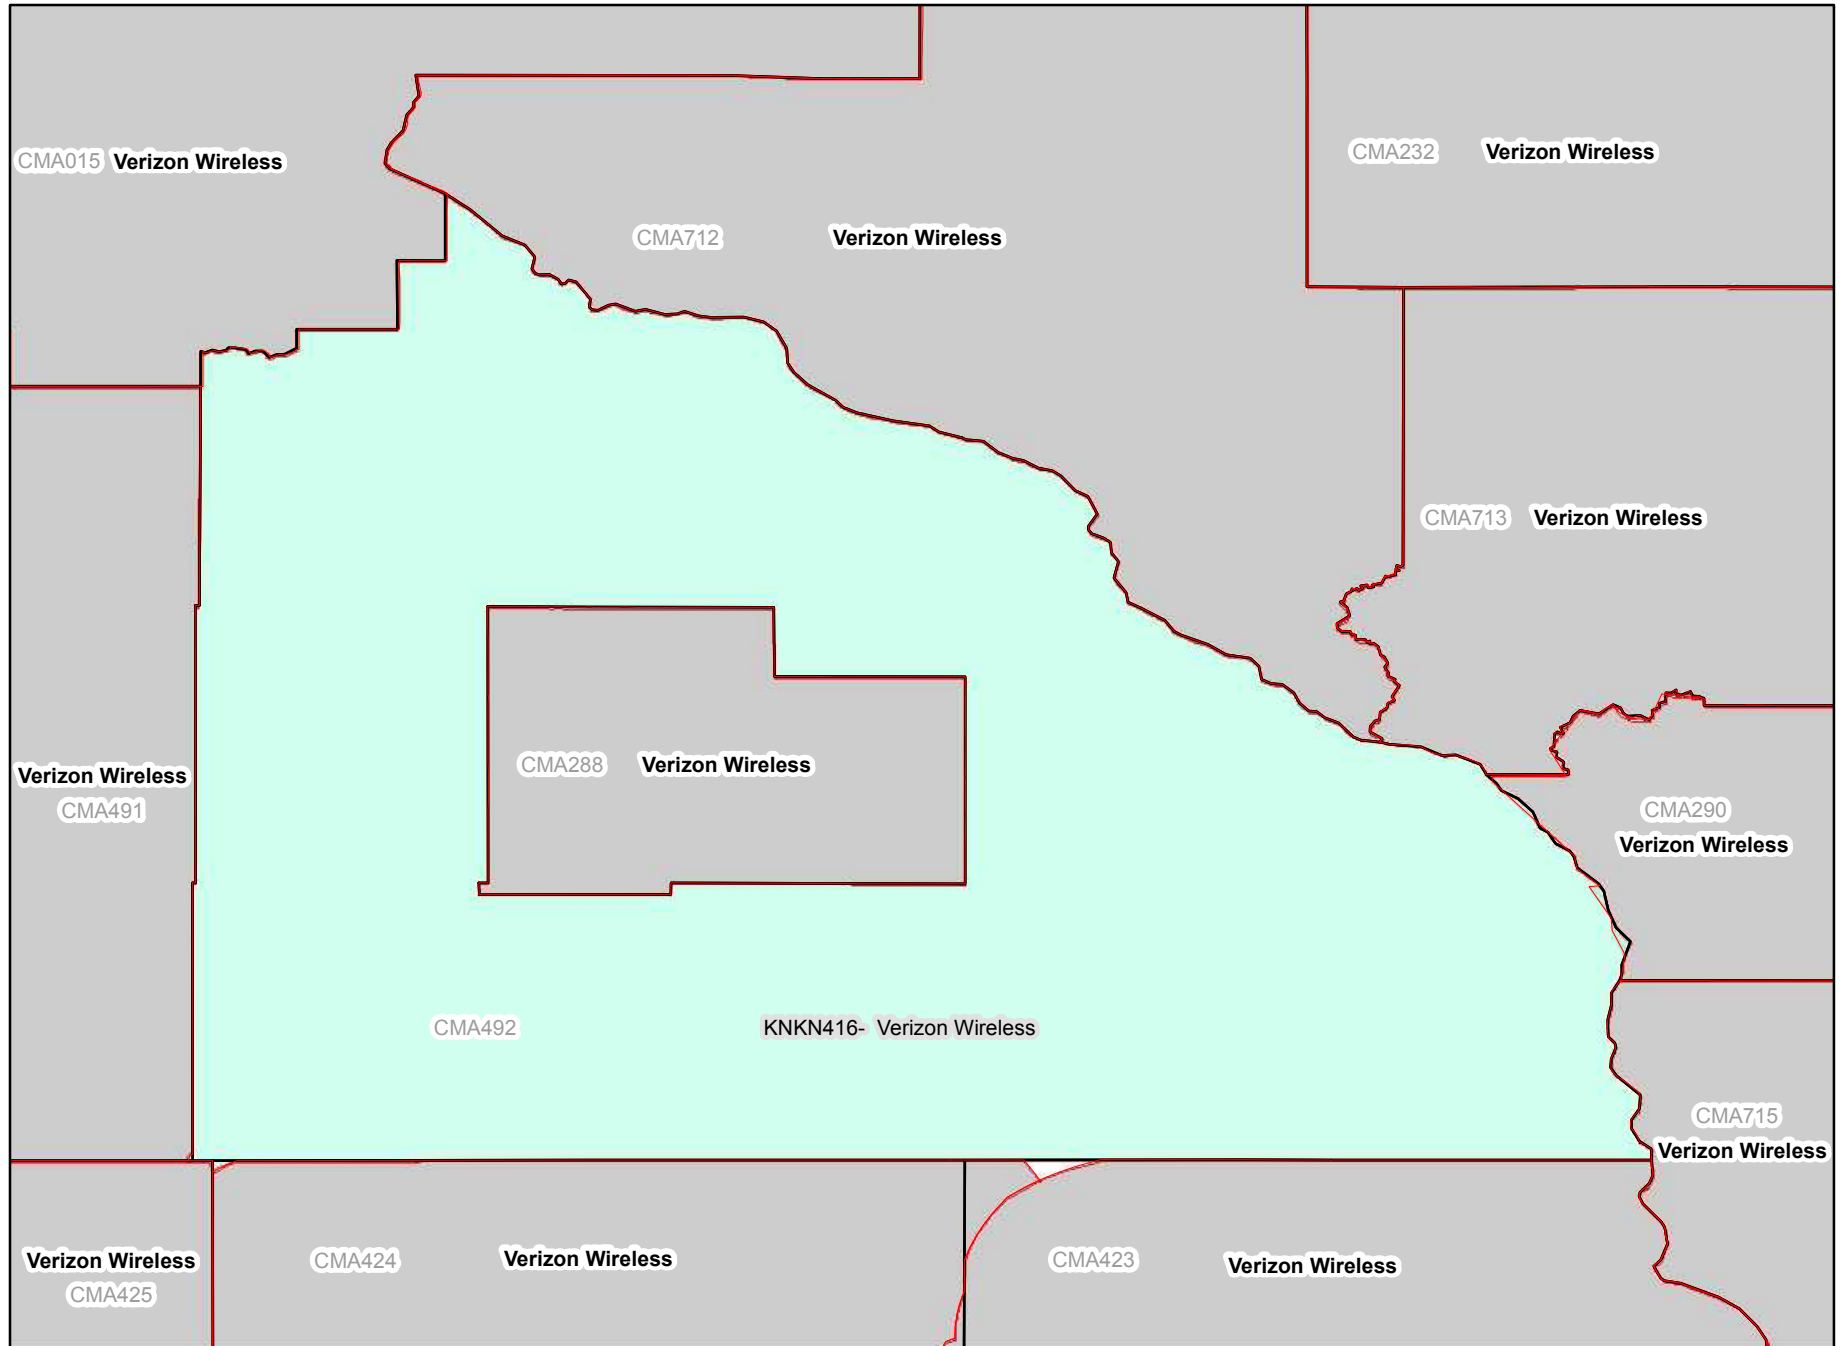 CMA015 Verizon Wireless
CMA232 Verizon Wireless
CMA712 Verizon Wireless
CMA713 Verizon Wireless
CMA288 Verizon Wireless
Verizon Wireless
CMA491
CMA290
Verizon Wireless
CMA492 KNKN416- Verizon Wireless
CMA715
Verizon Wireless
Verizon Wireless
CMA425
CMA424 Verizon Wireless
CMA423 Verizon Wireless